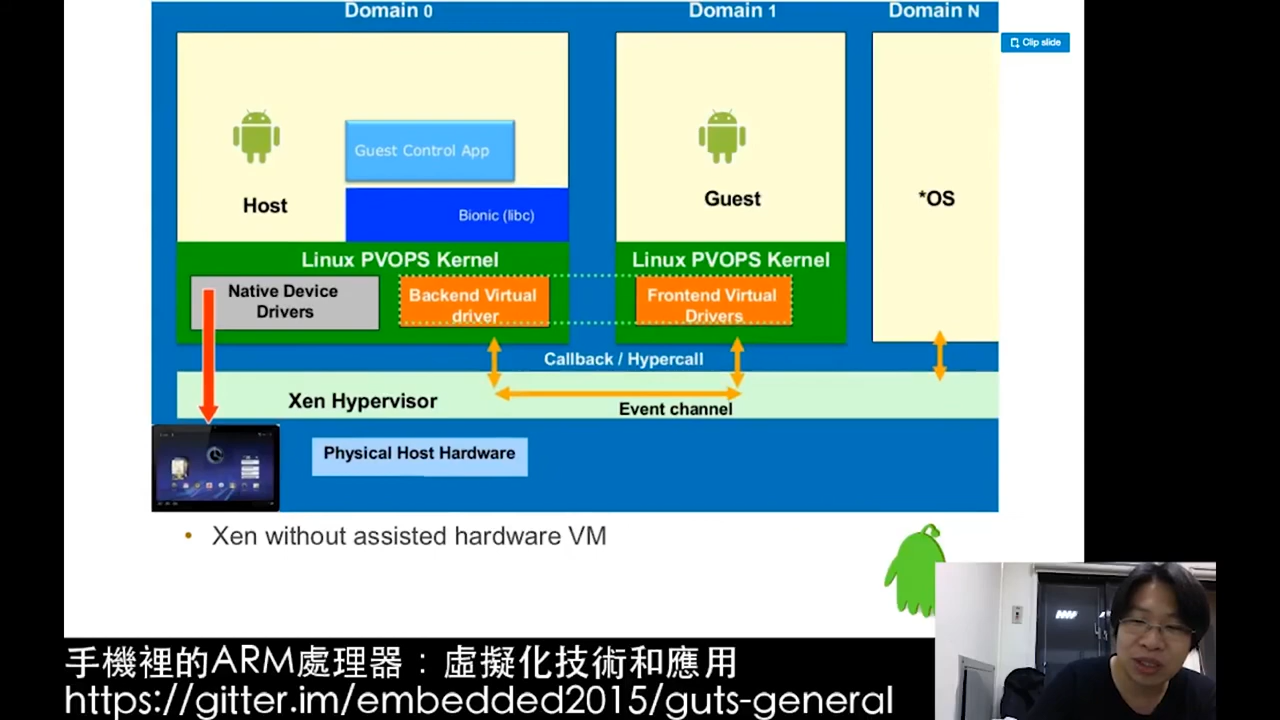 Domain 0
Domain 1
Domain N
Clip slide
Guest Control App
Host
Bionic (libc)
Guest
*OS
Linux PVOPS Kernel
Linux PVOPS Kernel
Native Device
Drivers
Backend Virtual
driver
Frontend Virtual
Drivers
Callback / Hypercall
Xen Hypervisor
Event channel
Physical Host Hardware
• Xen without assisted hardware VM
手機裡的ARM處理器：虛擬化技術和應用
https://gitter.im/embedded2015/guts-general